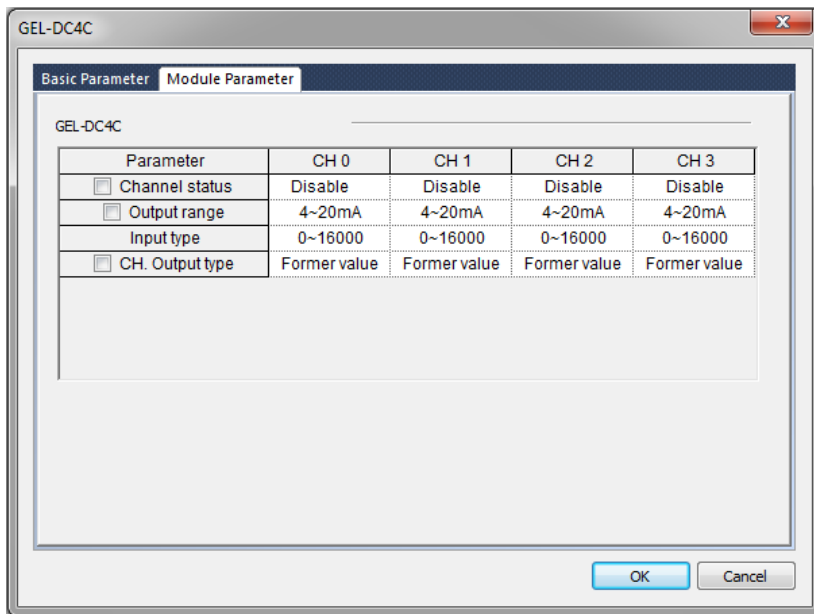 GEL-DC4C
Basic Parameter Module Parameter
GEL-DC4C
Parameter CH 0 CH 1 CH 2 CH 3
Channel status Disable Disable Disable Disable
Output range 4~20mA 4~20mA 4~20mA 4~20mA
Input type 0~16000 0~16000 0~16000 0~16000
CH. Output type Former value Former value Former value Former value
OK Cancel